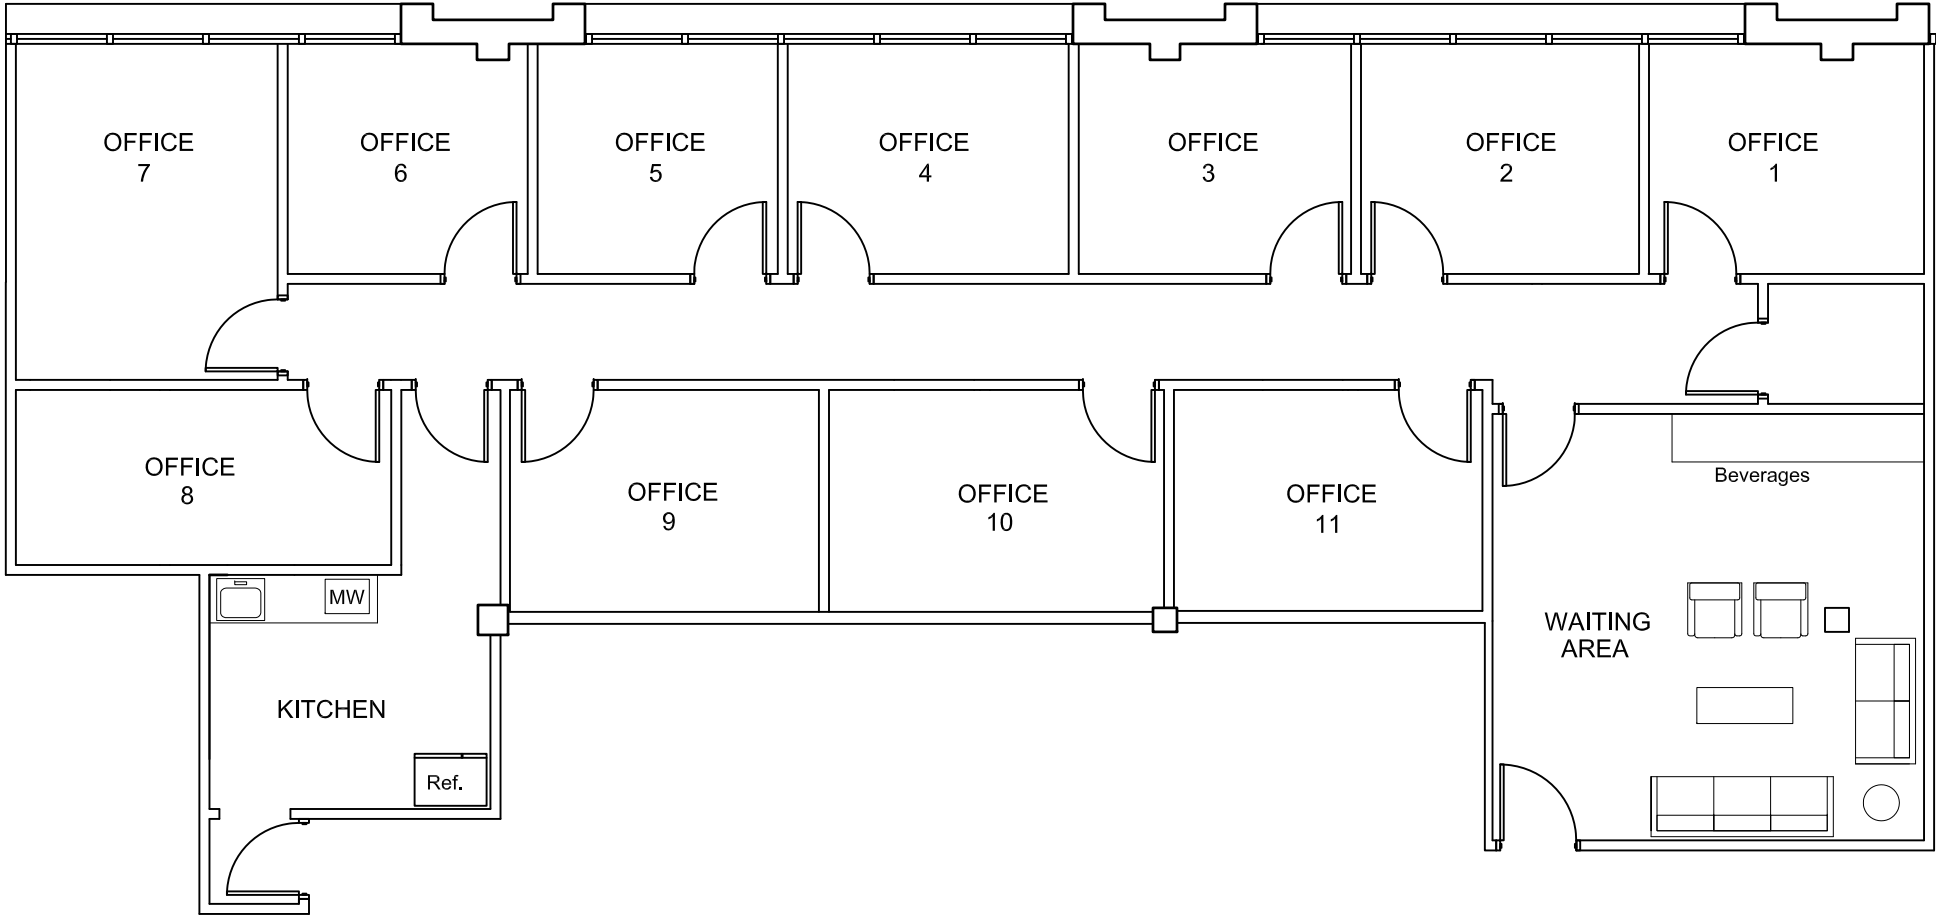 OFFICE
7
OFFICE
6
OFFICE
5
OFFICE
4
OFFICE
3
OFFICE
2
OFFICE
1
OFFICE
8
OFFICE
9
OFFICE
10
OFFICE
11
Beverages
MW
WAITING
AREA
KITCHEN
Ref.